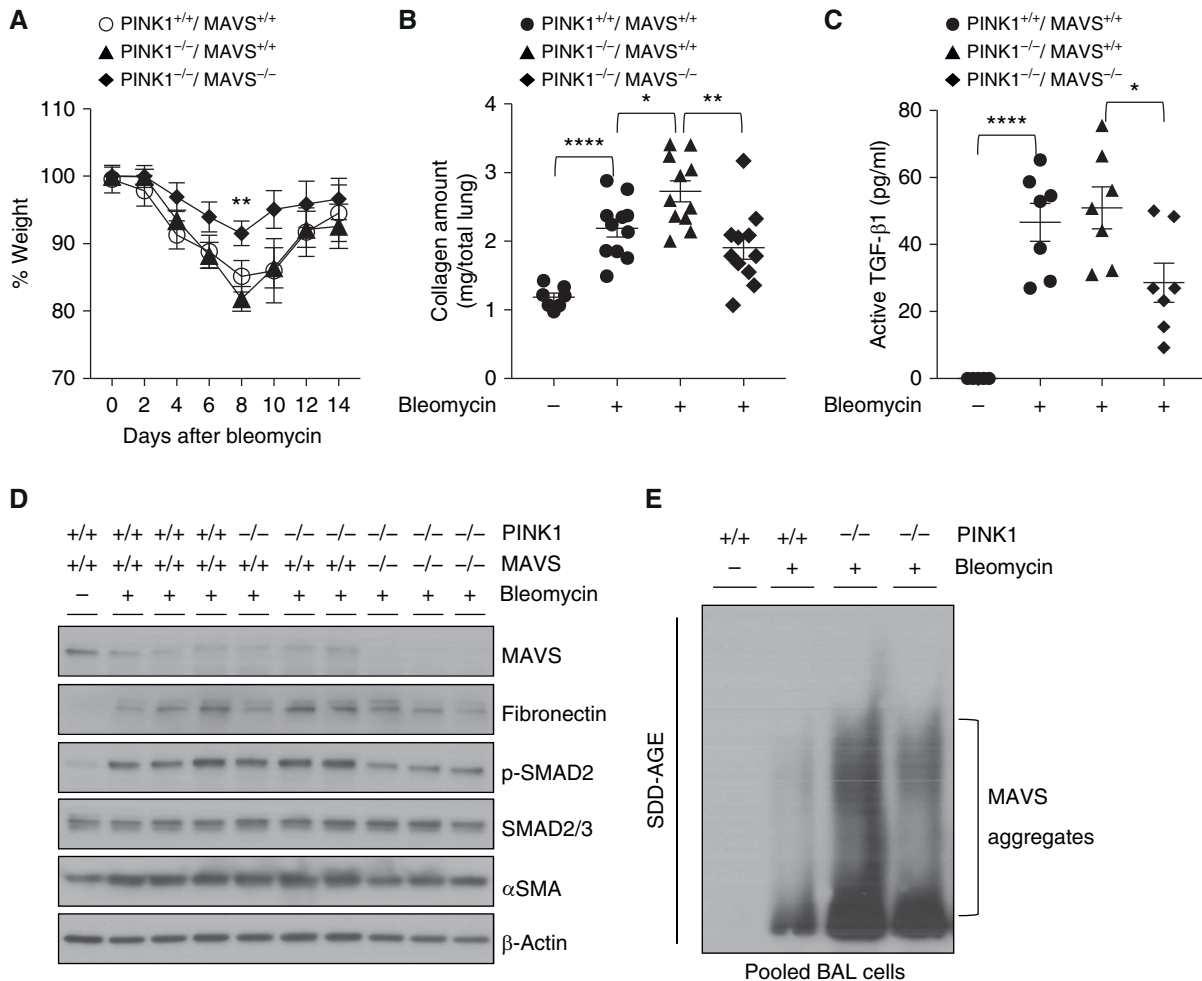 A
PINK1+/+/ MAVS+/+
PINK1−/−/ MAVS+/+
PINK1−/−/ MAVS−/−
110
100
90
80
70
% Weight
**
0 2 4 6 8 10 12 14
Days after bleomycin
B
PINK1+/+/ MAVS+/+
PINK1−/−/ MAVS+/+
PINK1−/−/ MAVS−/−
4
3
2
1
0
Collagen amount
(mg/total lung)
****
*
**
Bleomycin − + + +
C
PINK1+/+/ MAVS+/+
PINK1−/−/ MAVS+/+
PINK1−/−/ MAVS−/−
80
60
40
20
0
Active TGF-β1 (pg/ml)
****
*
Bleomycin − + + +
D
+/+ +/+ +/+ +/+ −/− −/− −/− −/− −/− −/− PINK1
+/+ +/+ +/+ +/+ +/+ +/+ +/+ −/− −/− −/− MAVS
− + + + + + + + + + Bleomycin
MAVS
Fibronectin
p-SMAD2
SMAD2/3
αSMA
β-Actin
E
+/+ +/+ −/− −/− PINK1
− + + + Bleomycin
SDD-AGE
MAVS
aggregates
Pooled BAL cells